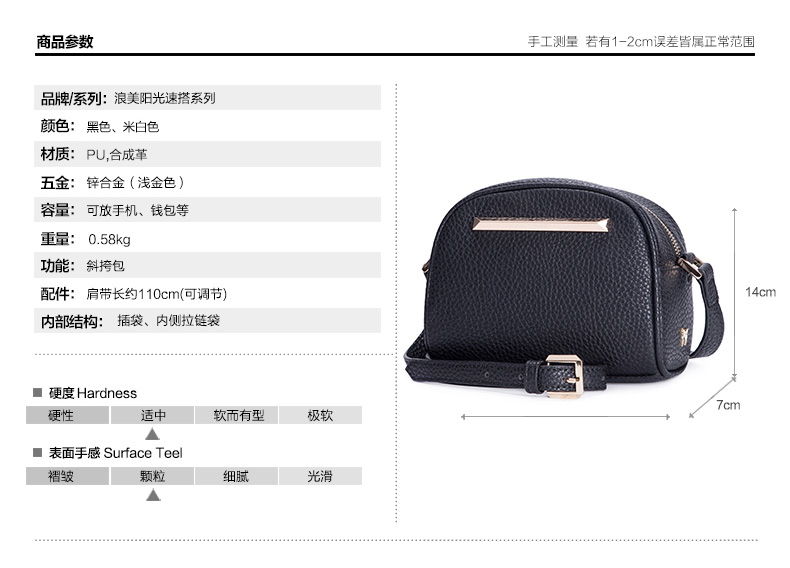 商品参数
手工测量 若有1-2cm误差皆属正常范围
品牌/系列：浪美阳光速搭系列
颜色：黑色、米白色
材质：PU,合成革
五金：锌合金（浅金色）
容量：可放手机、钱包等
重量：0.58kg
功能：斜挎包
配件：肩带长约110cm(可调节)
内部结构：插袋、内侧拉链袋
14cm
7cm
■ 硬度 Hardness
硬性 适中 软而有型 极软
■ 表面手感 Surface Teel
褶皱 颗粒 细腻 光滑